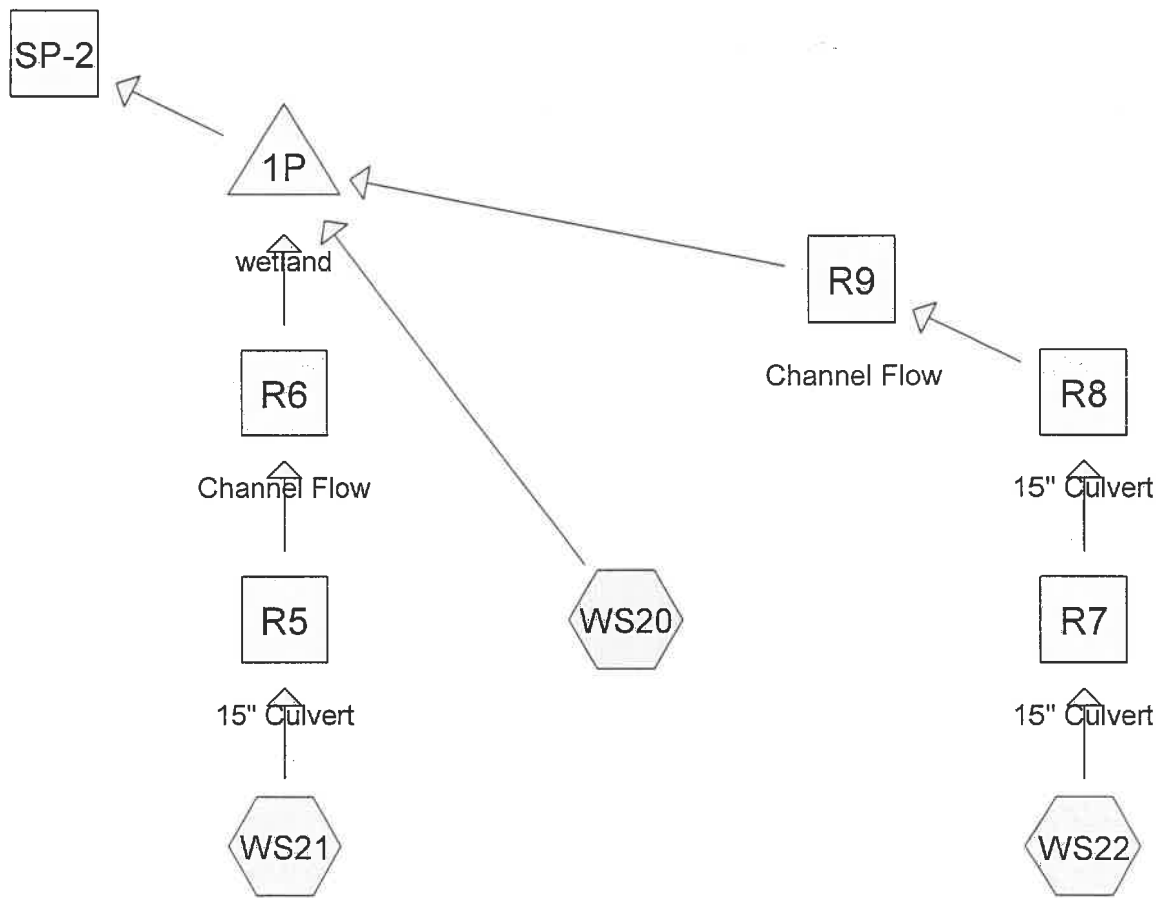 SP-2
1P
wetland
R9
Channel Flow
R6
R8
Channel Flow
15" Culvert
R5
WS20
R7
15" Culvert
15" Culvert
WS21
WS22